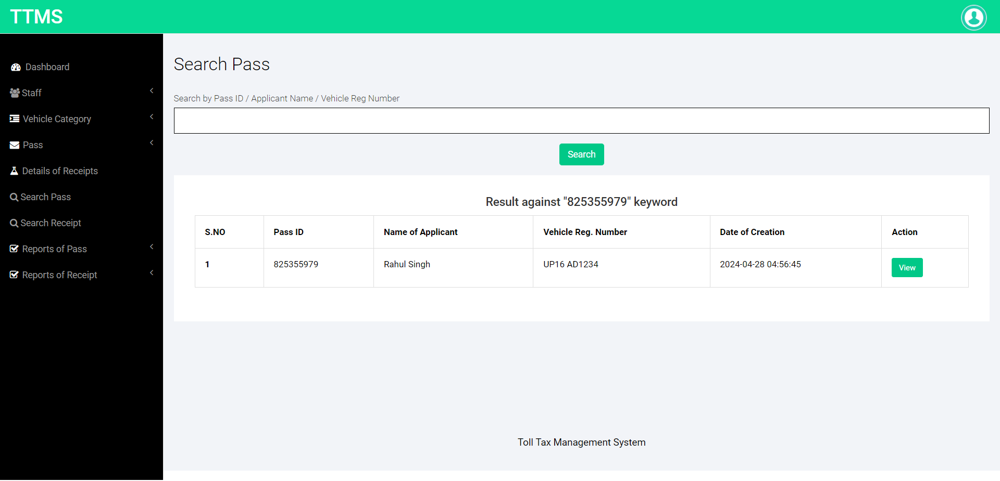 TTMS
Dashboard
Staff
Vehicle Category
Pass
Details of Receipts
Search Pass
Search Receipt
Reports of Pass
Reports of Receipt
Search Pass
Search by Pass ID / Applicant Name / Vehicle Reg Number
Search
Result against "825355979" keyword
S.NO Pass ID Name of Applicant Vehicle Reg. Number Date of Creation Action
1 825355979 Rahul Singh UP16 AD1234 2024-04-28 04:56:45 View
Toll Tax Management System